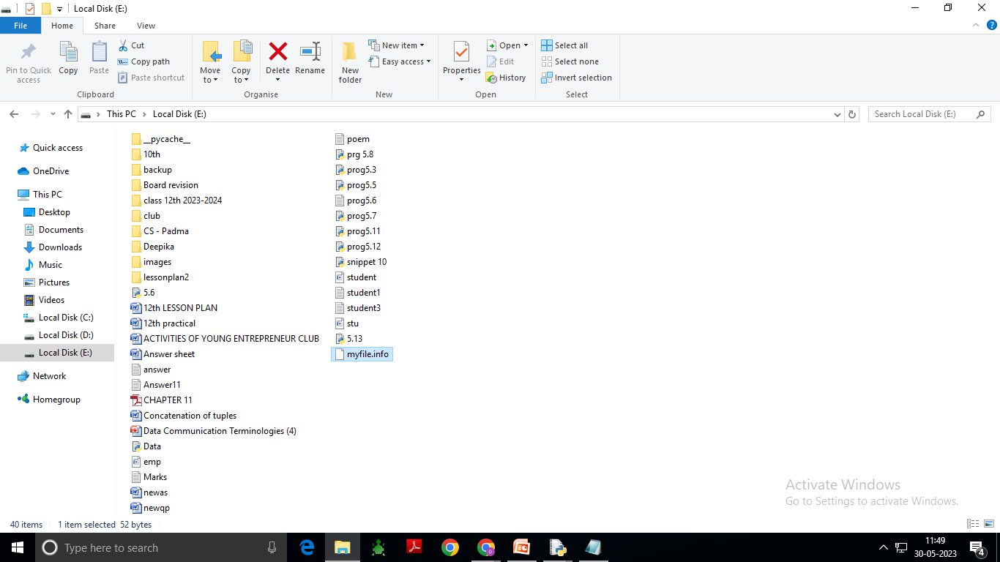 Local Disk (E:)
File Home Share View
Pin to Quick access
Copy
Paste
Cut
Copy path
Paste shortcut
Clipboard
Move to
Copy to
Delete
Rename
Organise
New folder
New item
Easy access
New
Properties
Open
Edit
History
Open
Select all
Select none
Invert selection
Select
This PC > Local Disk (E:)
Search Local Disk (E:)
Quick access
OneDrive
This PC
Desktop
Documents
Downloads
Music
Pictures
Videos
Local Disk (C:)
Local Disk (D:)
Local Disk (E:)
Network
Homegroup
__pycache__
10th
backup
Board revision
class 12th 2023-2024
club
CS - Padma
Deepika
images
lessonplan2
5.6
12th LESSON PLAN
12th practical
ACTIVITIES OF YOUNG ENTREPRENEUR CLUB
Answer sheet
answer
Answer11
CHAPTER 11
Concatenation of tuples
Data Communication Terminologies (4)
Data
emp
Marks
newas
newqp
poem
prg 5.8
prog5.3
prog5.5
prog5.6
prog5.7
prog5.11
prog5.12
snippet 10
student
student1
student3
stu
5.13
myfile.info
Activate Windows
Go to Settings to activate Windows.
40 items 1 item selected 52 bytes
Type here to search
11:49
30-05-2023
4